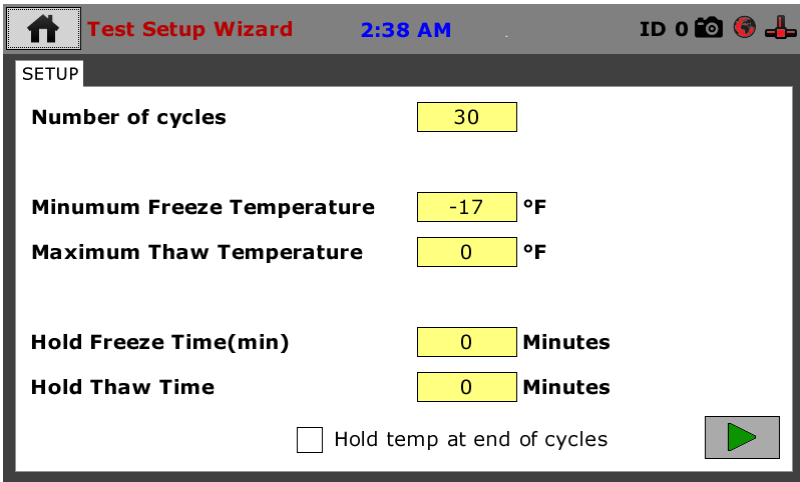 Test Setup Wizard 2:38 AM ID 0
SETUP
Number of cycles 30
Minumum Freeze Temperature -17 °F
Maximum Thaw Temperature 0 °F
Hold Freeze Time(min) 0 Minutes
Hold Thaw Time 0 Minutes
Hold temp at end of cycles